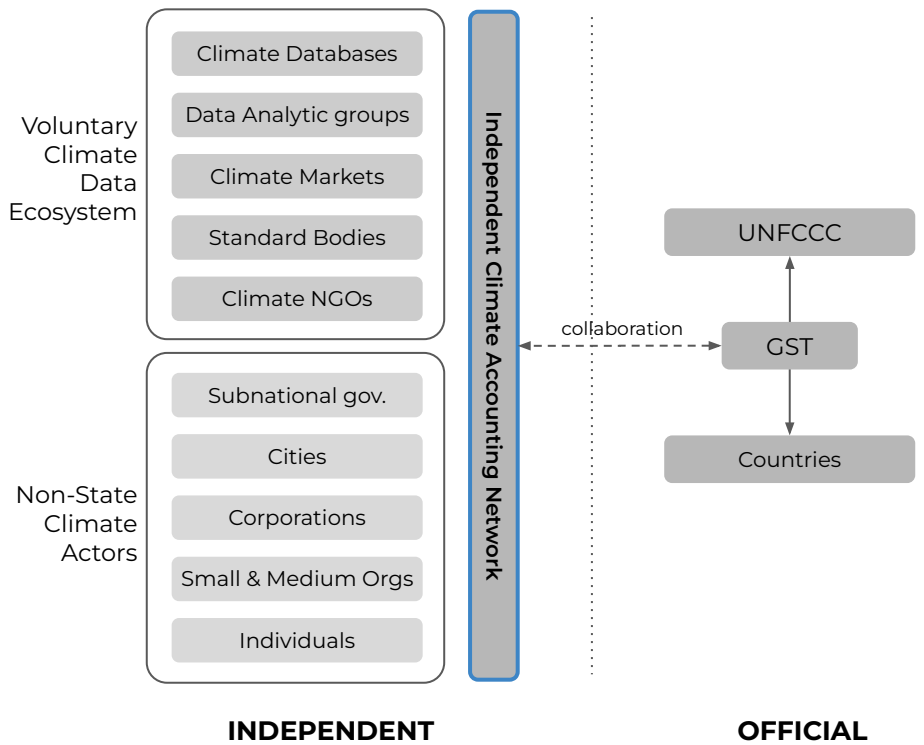 Voluntary
Climate
Data
Ecosystem
Climate Databases
Data Analytic groups
Climate Markets
Standard Bodies
Climate NGOs
Non-State
Climate
Actors
Subnational gov.
Cities
Corporations
Small & Medium Orgs
Individuals
Independent Climate Accounting Network
collaboration
UNFCCC
GST
Countries
INDEPENDENT
OFFICIAL